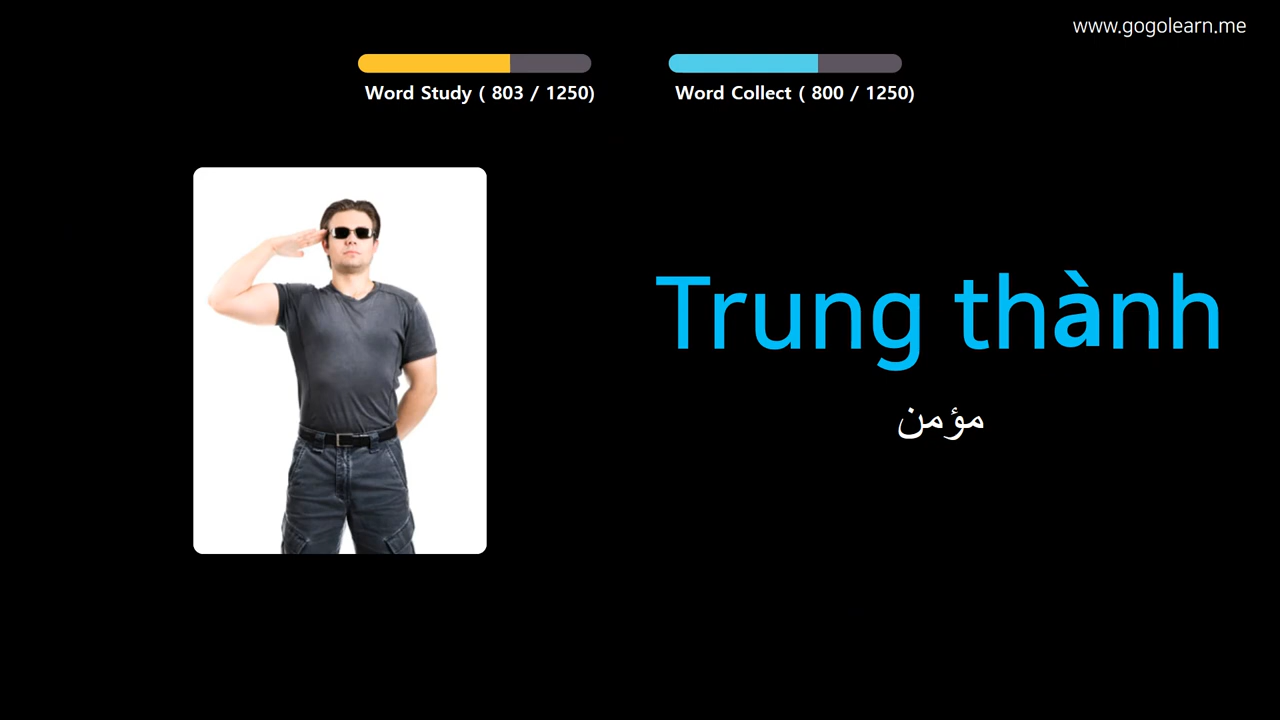 www.gogolearn.me
Word Study ( 803 / 1250)
Word Collect ( 800 / 1250)
Trung thành
مؤمن